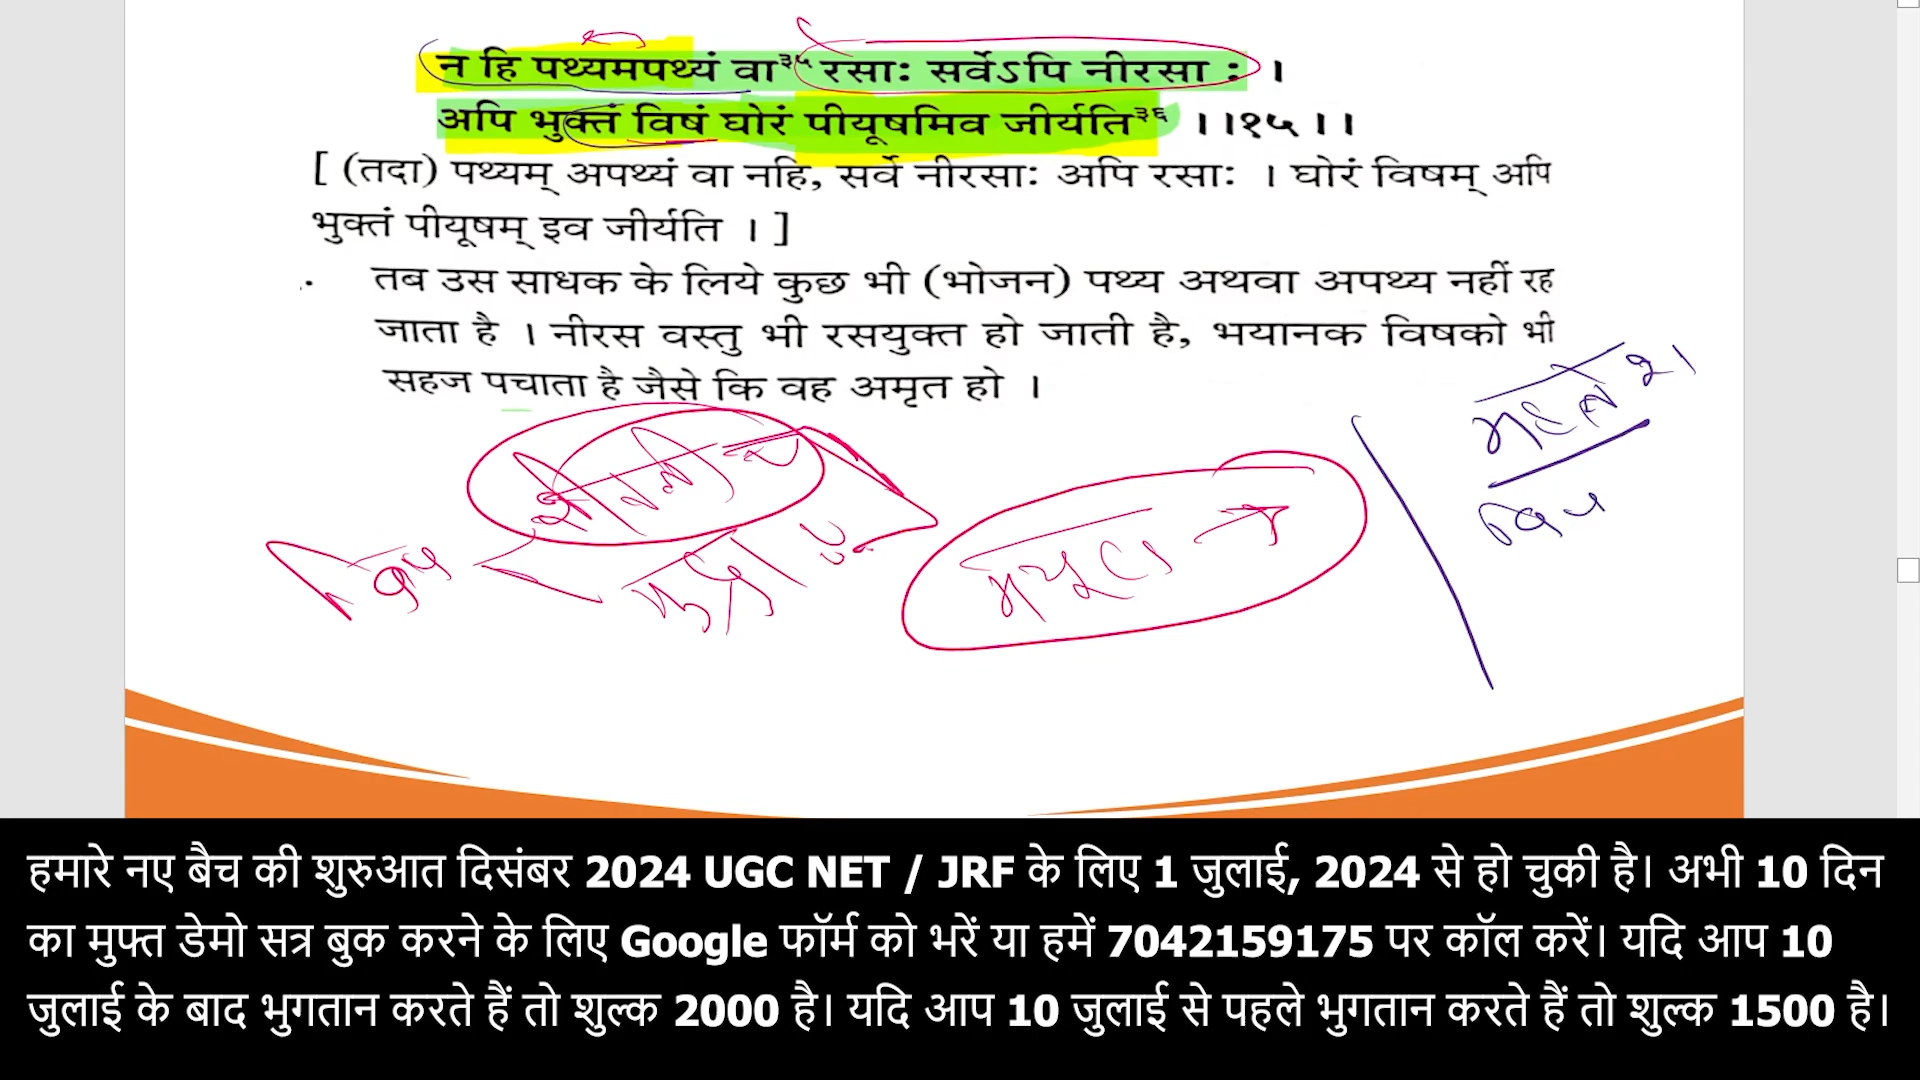 न हि पथ्यमपथ्यं वा३५ रसाः सर्वेऽपि नीरसा : ।
अपि भुक्तं विषं घोरं पीयूषमिव जीर्यति३६ ।।१५।।
[ (तदा) पथ्यम् अपथ्यं वा नहि, सर्वे नीरसाः अपि रसाः । घोरं विषम् अपि
भुक्तं पीयूषम् इव जीर्यति । ]
तब उस साधक के लिये कुछ भी (भोजन) पथ्य अथवा अपथ्य नहीं रह
जाता है । नीरस वस्तु भी रसयुक्त हो जाती है, भयानक विषको भी
सहज पचाता है जैसे कि वह अमृत हो ।
हमारे नए बैच की शुरुआत दिसंबर 2024 UGC NET / JRF के लिए 1 जुलाई, 2024 से हो चुकी है। अभी 10 दिन
का मुफ्त डेमो सत्र बुक करने के लिए Google फॉर्म को भरें या हमें 7042159175 पर कॉल करें। यदि आप 10
जुलाई के बाद भुगतान करते हैं तो शुल्क 2000 है। यदि आप 10 जुलाई से पहले भुगतान करते हैं तो शुल्क 1500 है।